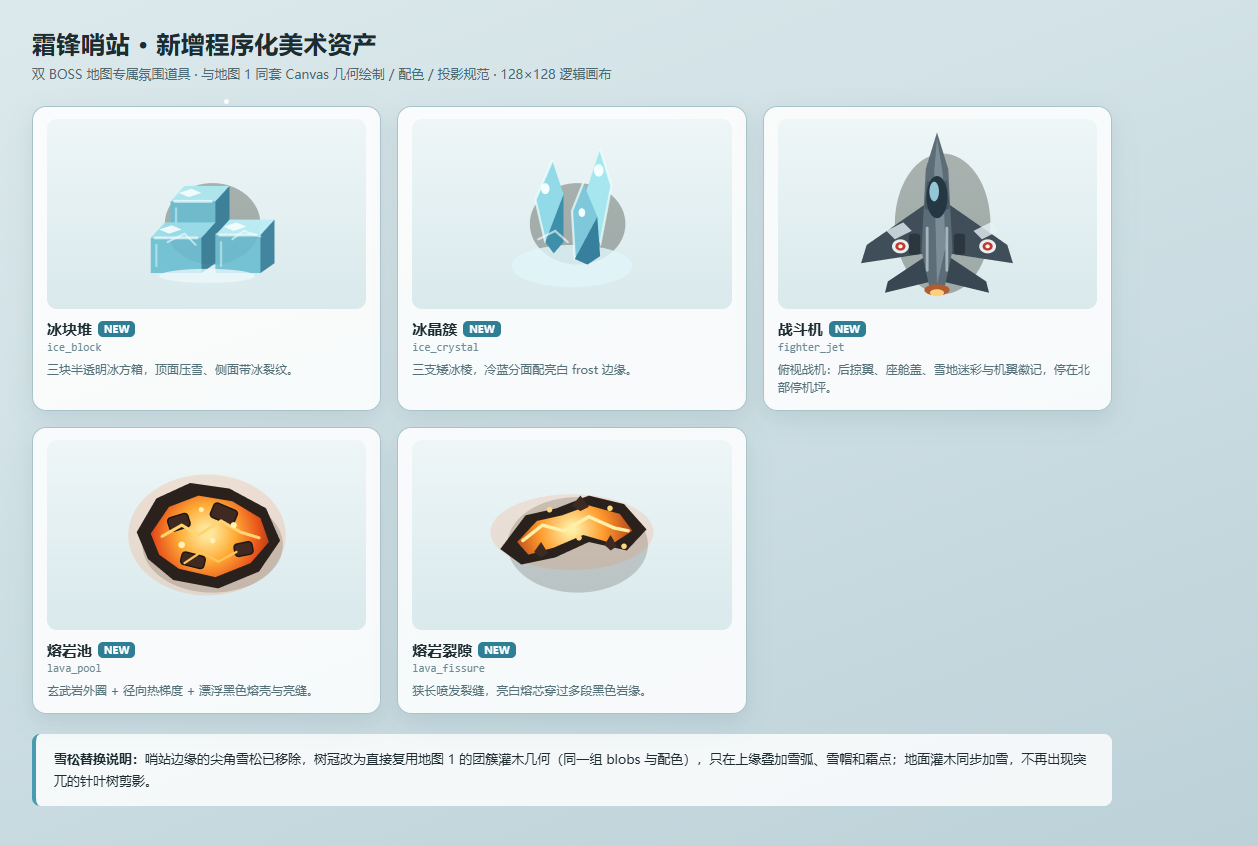 霜锋哨站 · 新增程序化美术资产
双 BOSS 地图专属氛围道具 · 与地图 1 同套 Canvas 几何绘制 / 配色 / 投影规范 · 128×128 逻辑画布
冰块堆 NEW
ice_block
三块半透明冰方箱，顶面压雪、侧面带冰裂纹。
冰晶簇 NEW
ice_crystal
三支矮冰棱，冷蓝分面配亮白 frost 边缘。
战斗机 NEW
fighter_jet
俯视战机：后掠翼、座舱盖、雪地迷彩与机翼徽记，停在北
部停机坪。
熔岩池 NEW
lava_pool
玄武岩外圈 + 径向热梯度 + 漂浮黑色熔壳与亮缝。
熔岩裂隙 NEW
lava_fissure
狭长喷发裂缝，亮白熔芯穿过多段黑色岩缘。
雪松替换说明：哨站边缘的尖角雪松已移除，树冠改为直接复用地图 1 的团簇灌木几何（同一组 blobs 与配色），只在上缘叠加雪弧、雪帽和霜点；地面灌木同步加雪，不再出现突
兀的针叶树剪影。